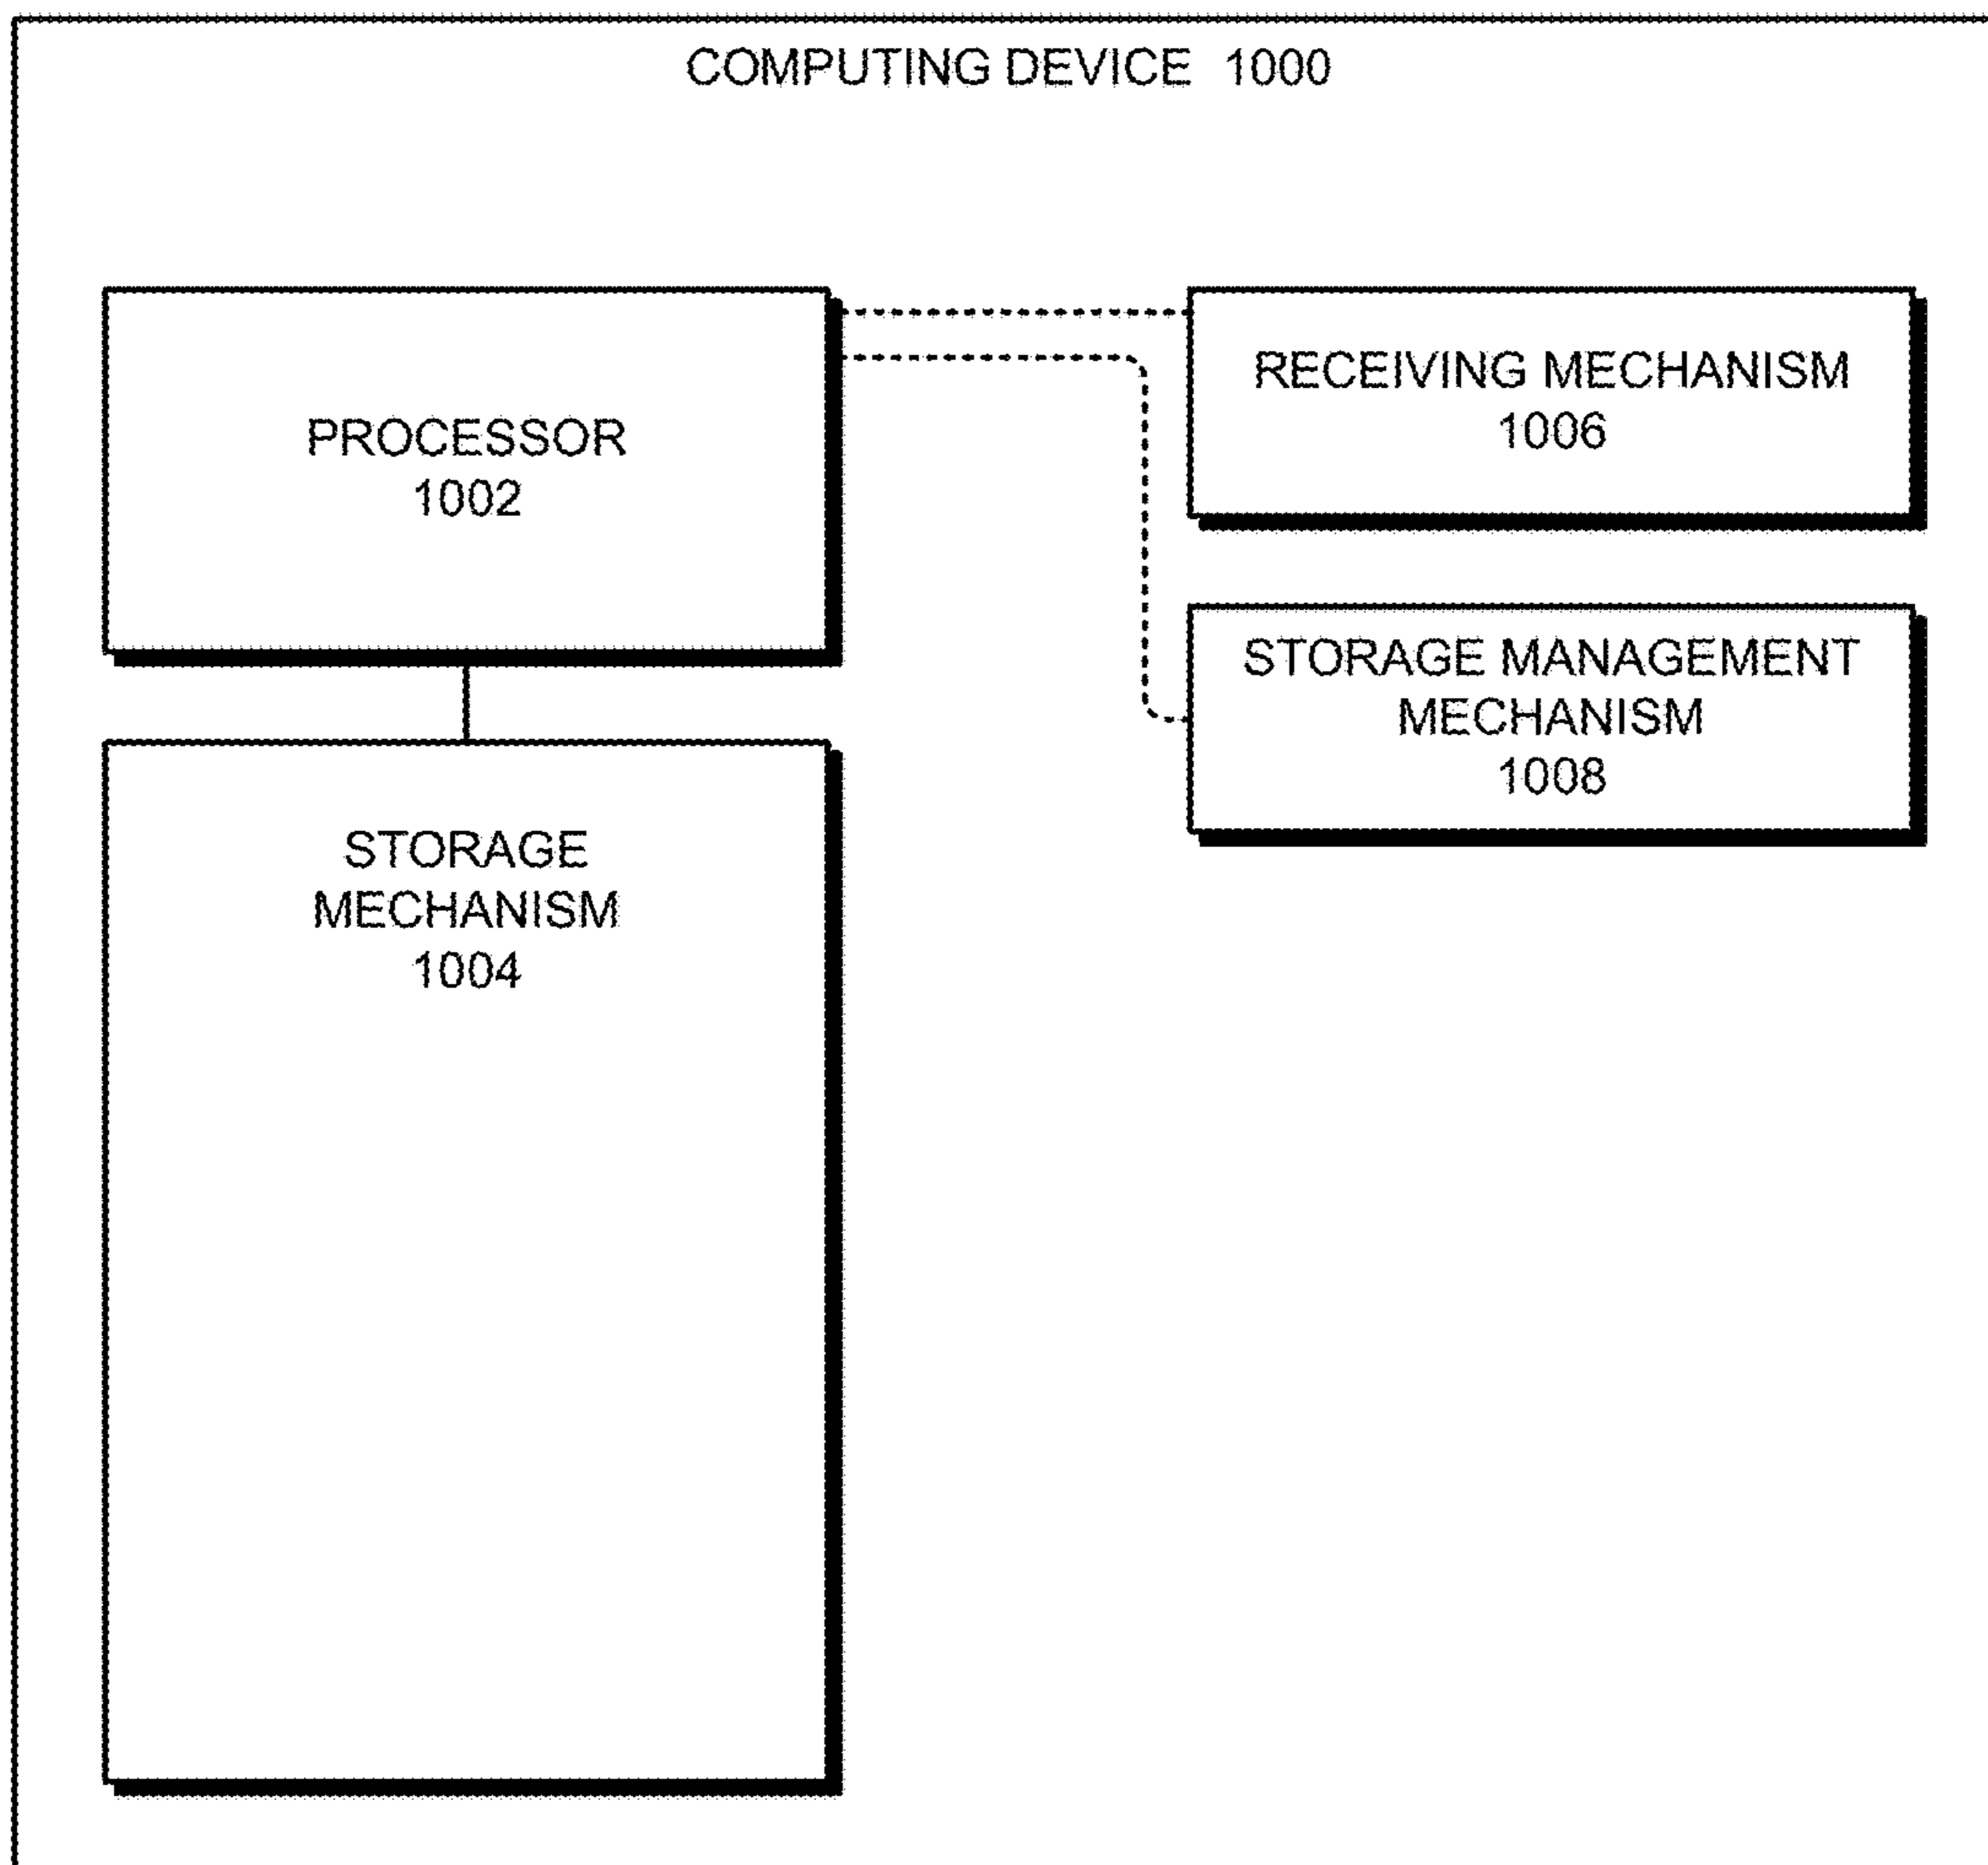 COMPUTING DEVICE 1000
PROCESSOR
1002
RECEIVING MECHANISM
1006
STORAGE MANAGEMENT
MECHANISM
1008
STORAGE
MECHANISM
1004